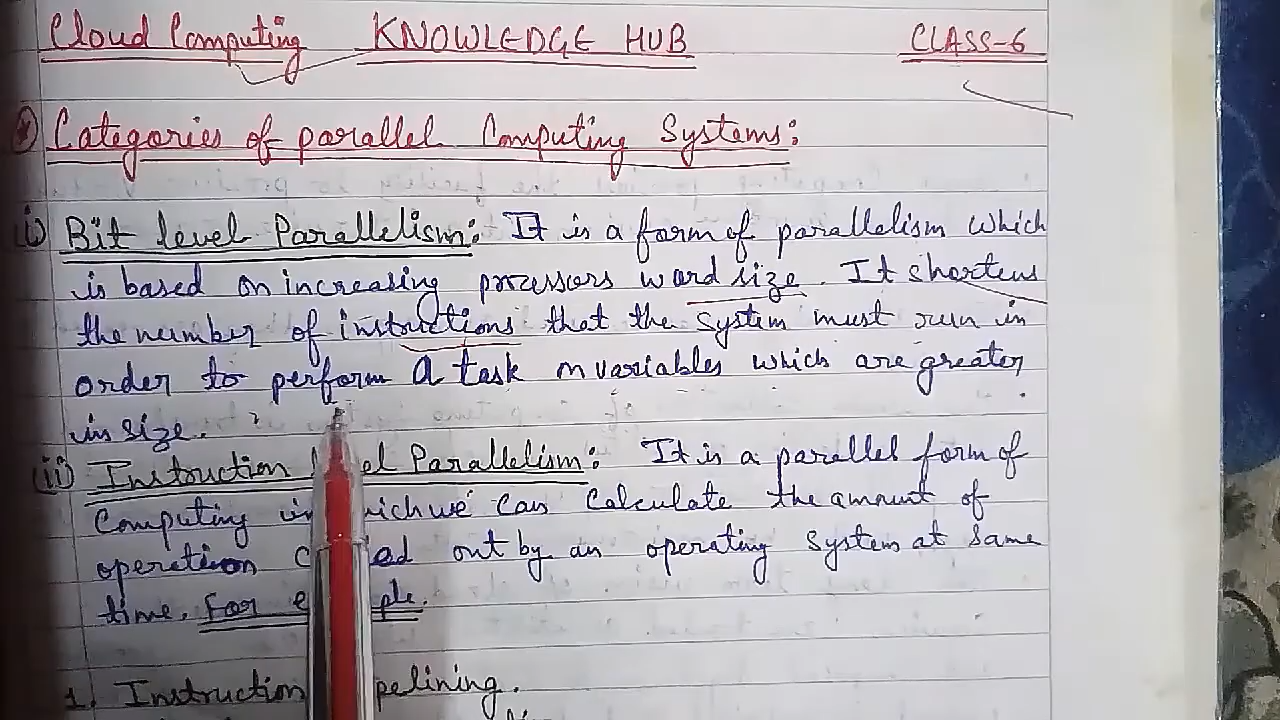 Cloud Computing KNOWLEDGE HUB CLASS-6
Categories of parallel Computing Systems:
i) Bit level Parallelism: It is a form of parallelism which
is based on increasing processors word size. It shortens
the number of instructions that the system must run in
order to perform a task on variables which are greater
in size.
(ii) Instruction el Parallelism: It is a parallel form of
Computing in we can calculate the amount of
operation out by an operating system at same
time. For
1. Instruction pelining.